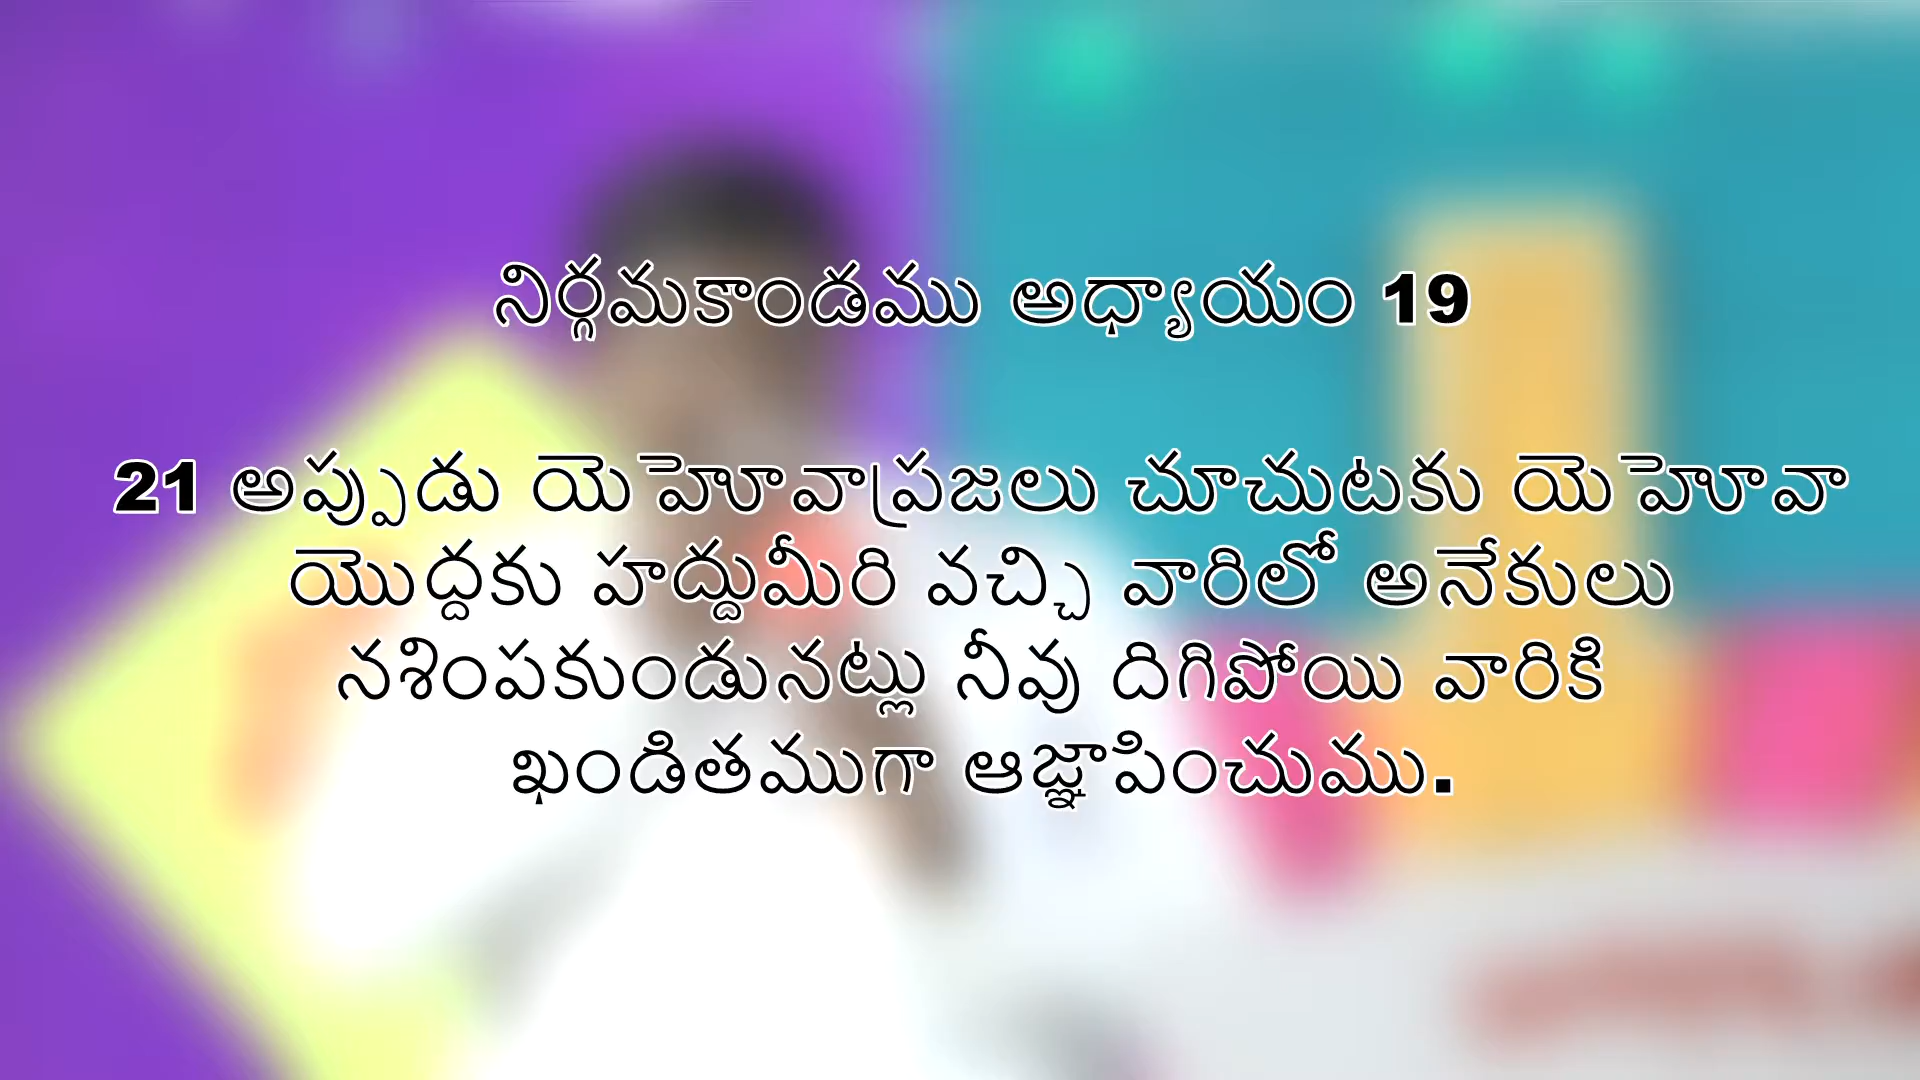 నిర్గమకాండము అధ్యాయం 19
21 అప్పుడు యెహోవాప్రజలు చూచుటకు యెహోవా
యొద్దకు హద్దుమీరి వచ్చి వారిలో అనేకులు
నశింపకుండునట్లు నీవు దిగిపోయి వారికి
ఖండితముగా ఆజ్ఞాపించుము.